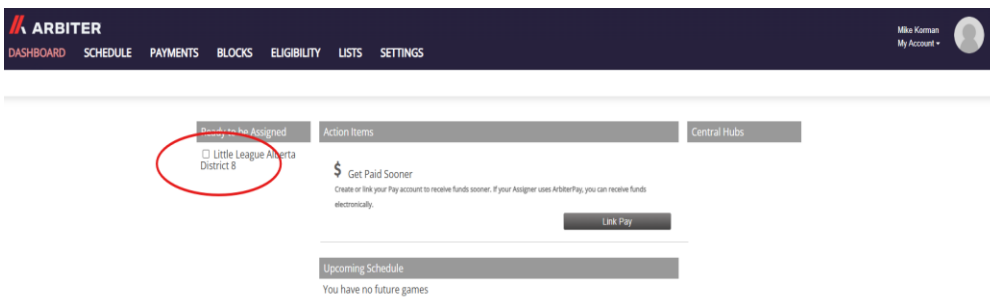 ARBITER
Mike Korman
My Account
DASHBOARD SCHEDULE PAYMENTS BLOCKS ELIGIBILITY LISTS SETTINGS
Ready to be Assigned
Little League Alberta
District 8
Action Items
$ Get Paid Sooner
Create or link your Pay account to receive funds sooner. If your Assigner uses ArbiterPay, you can receive funds
electronically.
Link Pay
Upcoming Schedule
You have no future games
Central Hubs